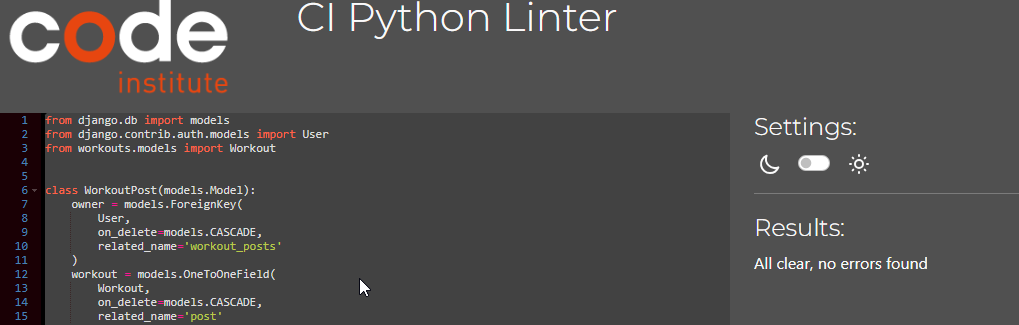 code
institute
CI Python Linter
1 from django.db import models
2 from django.contrib.auth.models import User
3 from workouts.models import Workout
4
5
6 class WorkoutPost(models.Model):
7     owner = models.ForeignKey(
8         User,
9         on_delete=models.CASCADE,
10         related_name='workout_posts'
11     )
12     workout = models.OneToOneField(
13         Workout,
14         on_delete=models.CASCADE,
15         related_name='post'
Settings:
Results:
All clear, no errors found